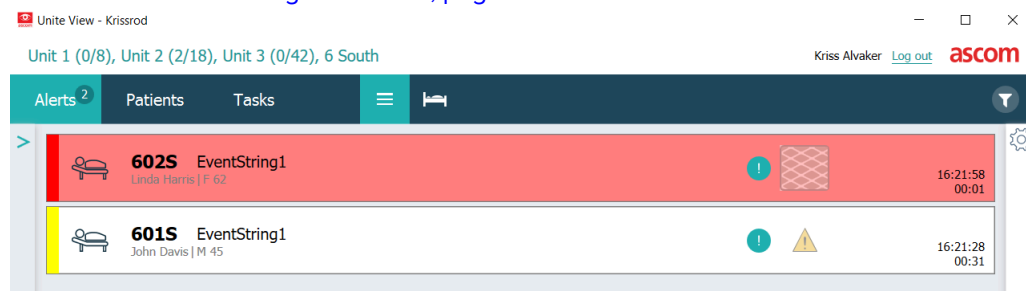 Unite View - Krissrod
Unit 1 (0/8), Unit 2 (2/18), Unit 3 (0/42), 6 South
Kriss Alvaker Log out ascom
Alerts 2 Patients Tasks
602S EventString1
Linda Harris | F 62
16:21:58
00:01
601S EventString1
John Davis | M 45
16:21:28
00:31